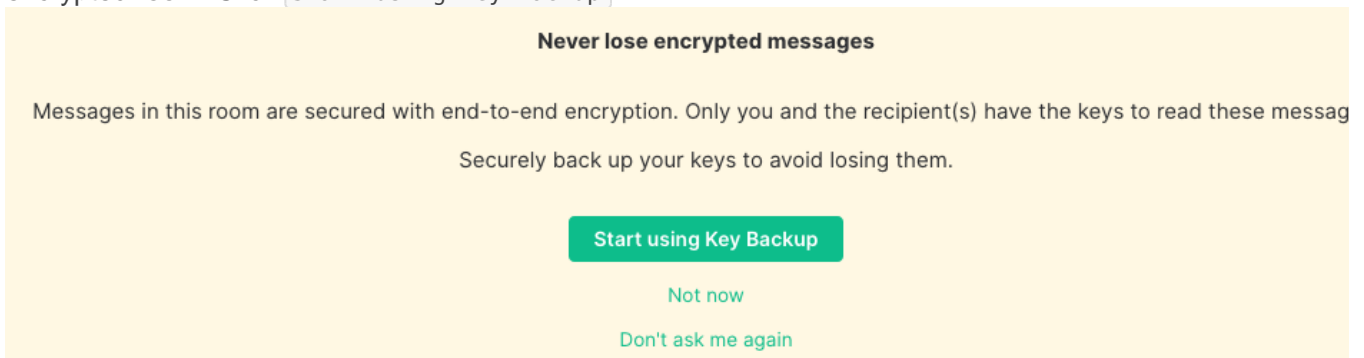 Never lose encrypted messages
Messages in this room are secured with end-to-end encryption. Only you and the recipient(s) have the keys to read these messag
Securely back up your keys to avoid losing them.
Start using Key Backup
Not now
Don't ask me again